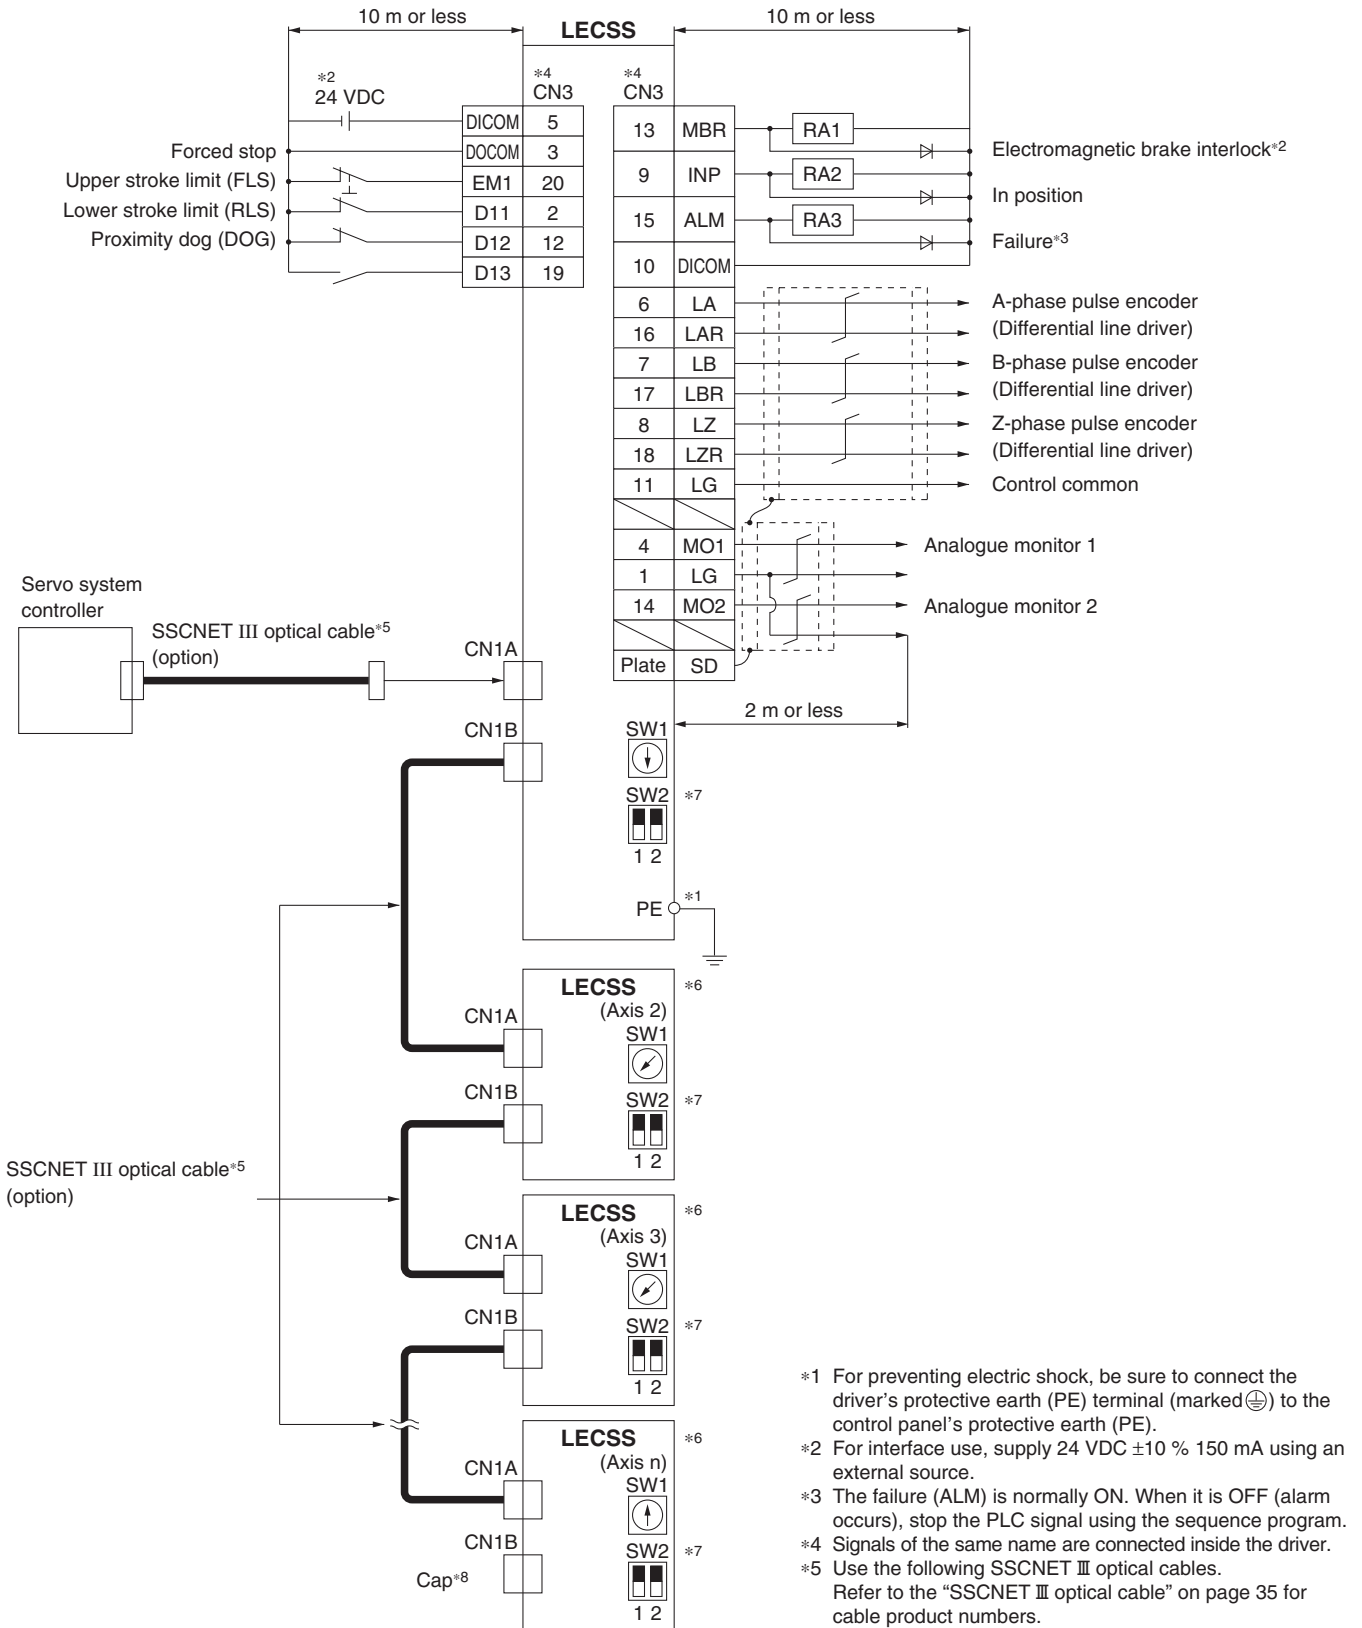 10 m or less
LECSS
10 m or less
*2
24 VDC
*4
CN3
*4
CN3
DICOM 5
Forced stop DOCOM 3
Upper stroke limit (FLS) EM1 20
Lower stroke limit (RLS) D11 2
Proximity dog (DOG) D12 12
D13 19
13 MBR RA1
Electromagnetic brake interlock*2
9 INP RA2
In position
15 ALM RA3
Failure*3
10 DICOM
6 LA A-phase pulse encoder
16 LAR (Differential line driver)
7 LB B-phase pulse encoder
17 LBR (Differential line driver)
8 LZ Z-phase pulse encoder
18 LZR (Differential line driver)
11 LG Control common
4 MO1 Analogue monitor 1
1 LG
14 MO2 Analogue monitor 2
Plate SD
2 m or less
Servo system
controller
SSCNET III optical cable*5
(option)
CN1A
CN1B
SW1
SW2 *7
1 2
PE *1
LECSS *6
(Axis 2)
CN1A
SW1
CN1B
SW2 *7
1 2
SSCNET III optical cable*5
(option)
LECSS *6
(Axis 3)
CN1A
SW1
CN1B
SW2 *7
1 2
LECSS *6
(Axis n)
CN1A
SW1
CN1B
Cap*8
SW2 *7
1 2
*1 For preventing electric shock, be sure to connect the
driver's protective earth (PE) terminal (marked ) to the
control panel's protective earth (PE).
*2 For interface use, supply 24 VDC ±10 % 150 mA using an
external source.
*3 The failure (ALM) is normally ON. When it is OFF (alarm
occurs), stop the PLC signal using the sequence program.
*4 Signals of the same name are connected inside the driver.
*5 Use the following SSCNET Ⅲ optical cables.
Refer to the “SSCNET Ⅲ optical cable” on page 35 for
cable product numbers.